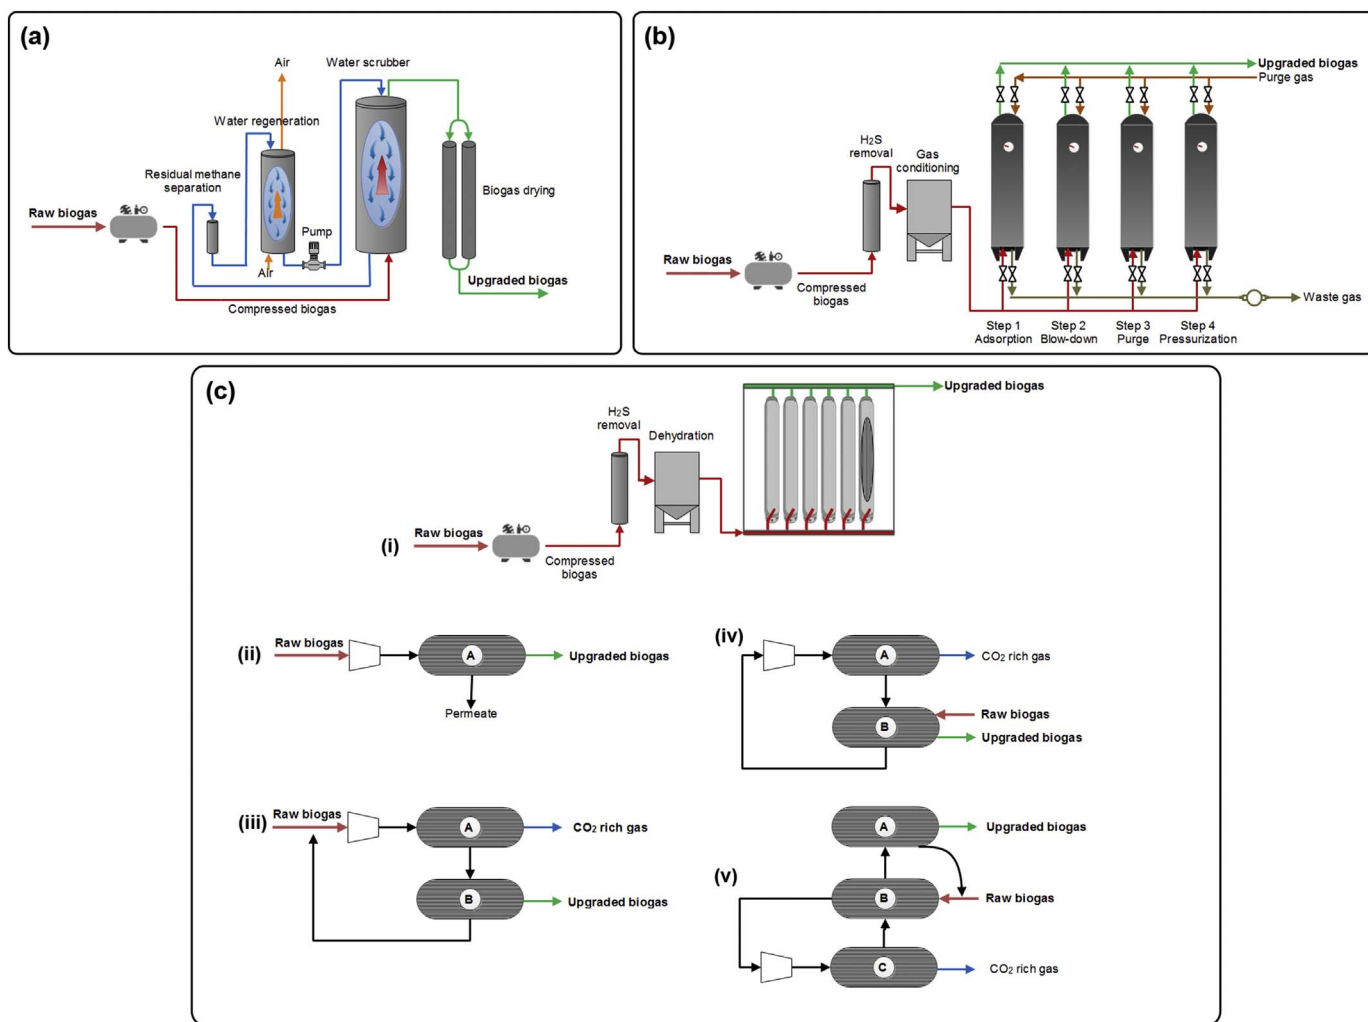 (a)
Air
Water scrubber
Water regeneration
Residual methane
separation
Biogas drying
Raw biogas
Pump
Air
Upgraded biogas
Compressed biogas
(b)
Upgraded biogas
Purge gas
H₂S
removal
Gas
conditioning
Raw biogas
Compressed
biogas
Waste gas
Step 1
Adsorption
Step 2
Blow-down
Step 3
Purge
Step 4
Pressurization
(c)
Upgraded biogas
H₂S
removal
Dehydration
(i)
Raw biogas
Compressed
biogas
(ii)
Raw biogas
A
Upgraded biogas
Permeate
(iv)
A
CO₂ rich gas
B
Raw biogas
Upgraded biogas
(iii)
Raw biogas
A
CO₂ rich gas
B
Upgraded biogas
(v)
A
Upgraded biogas
B
Raw biogas
C
CO₂ rich gas